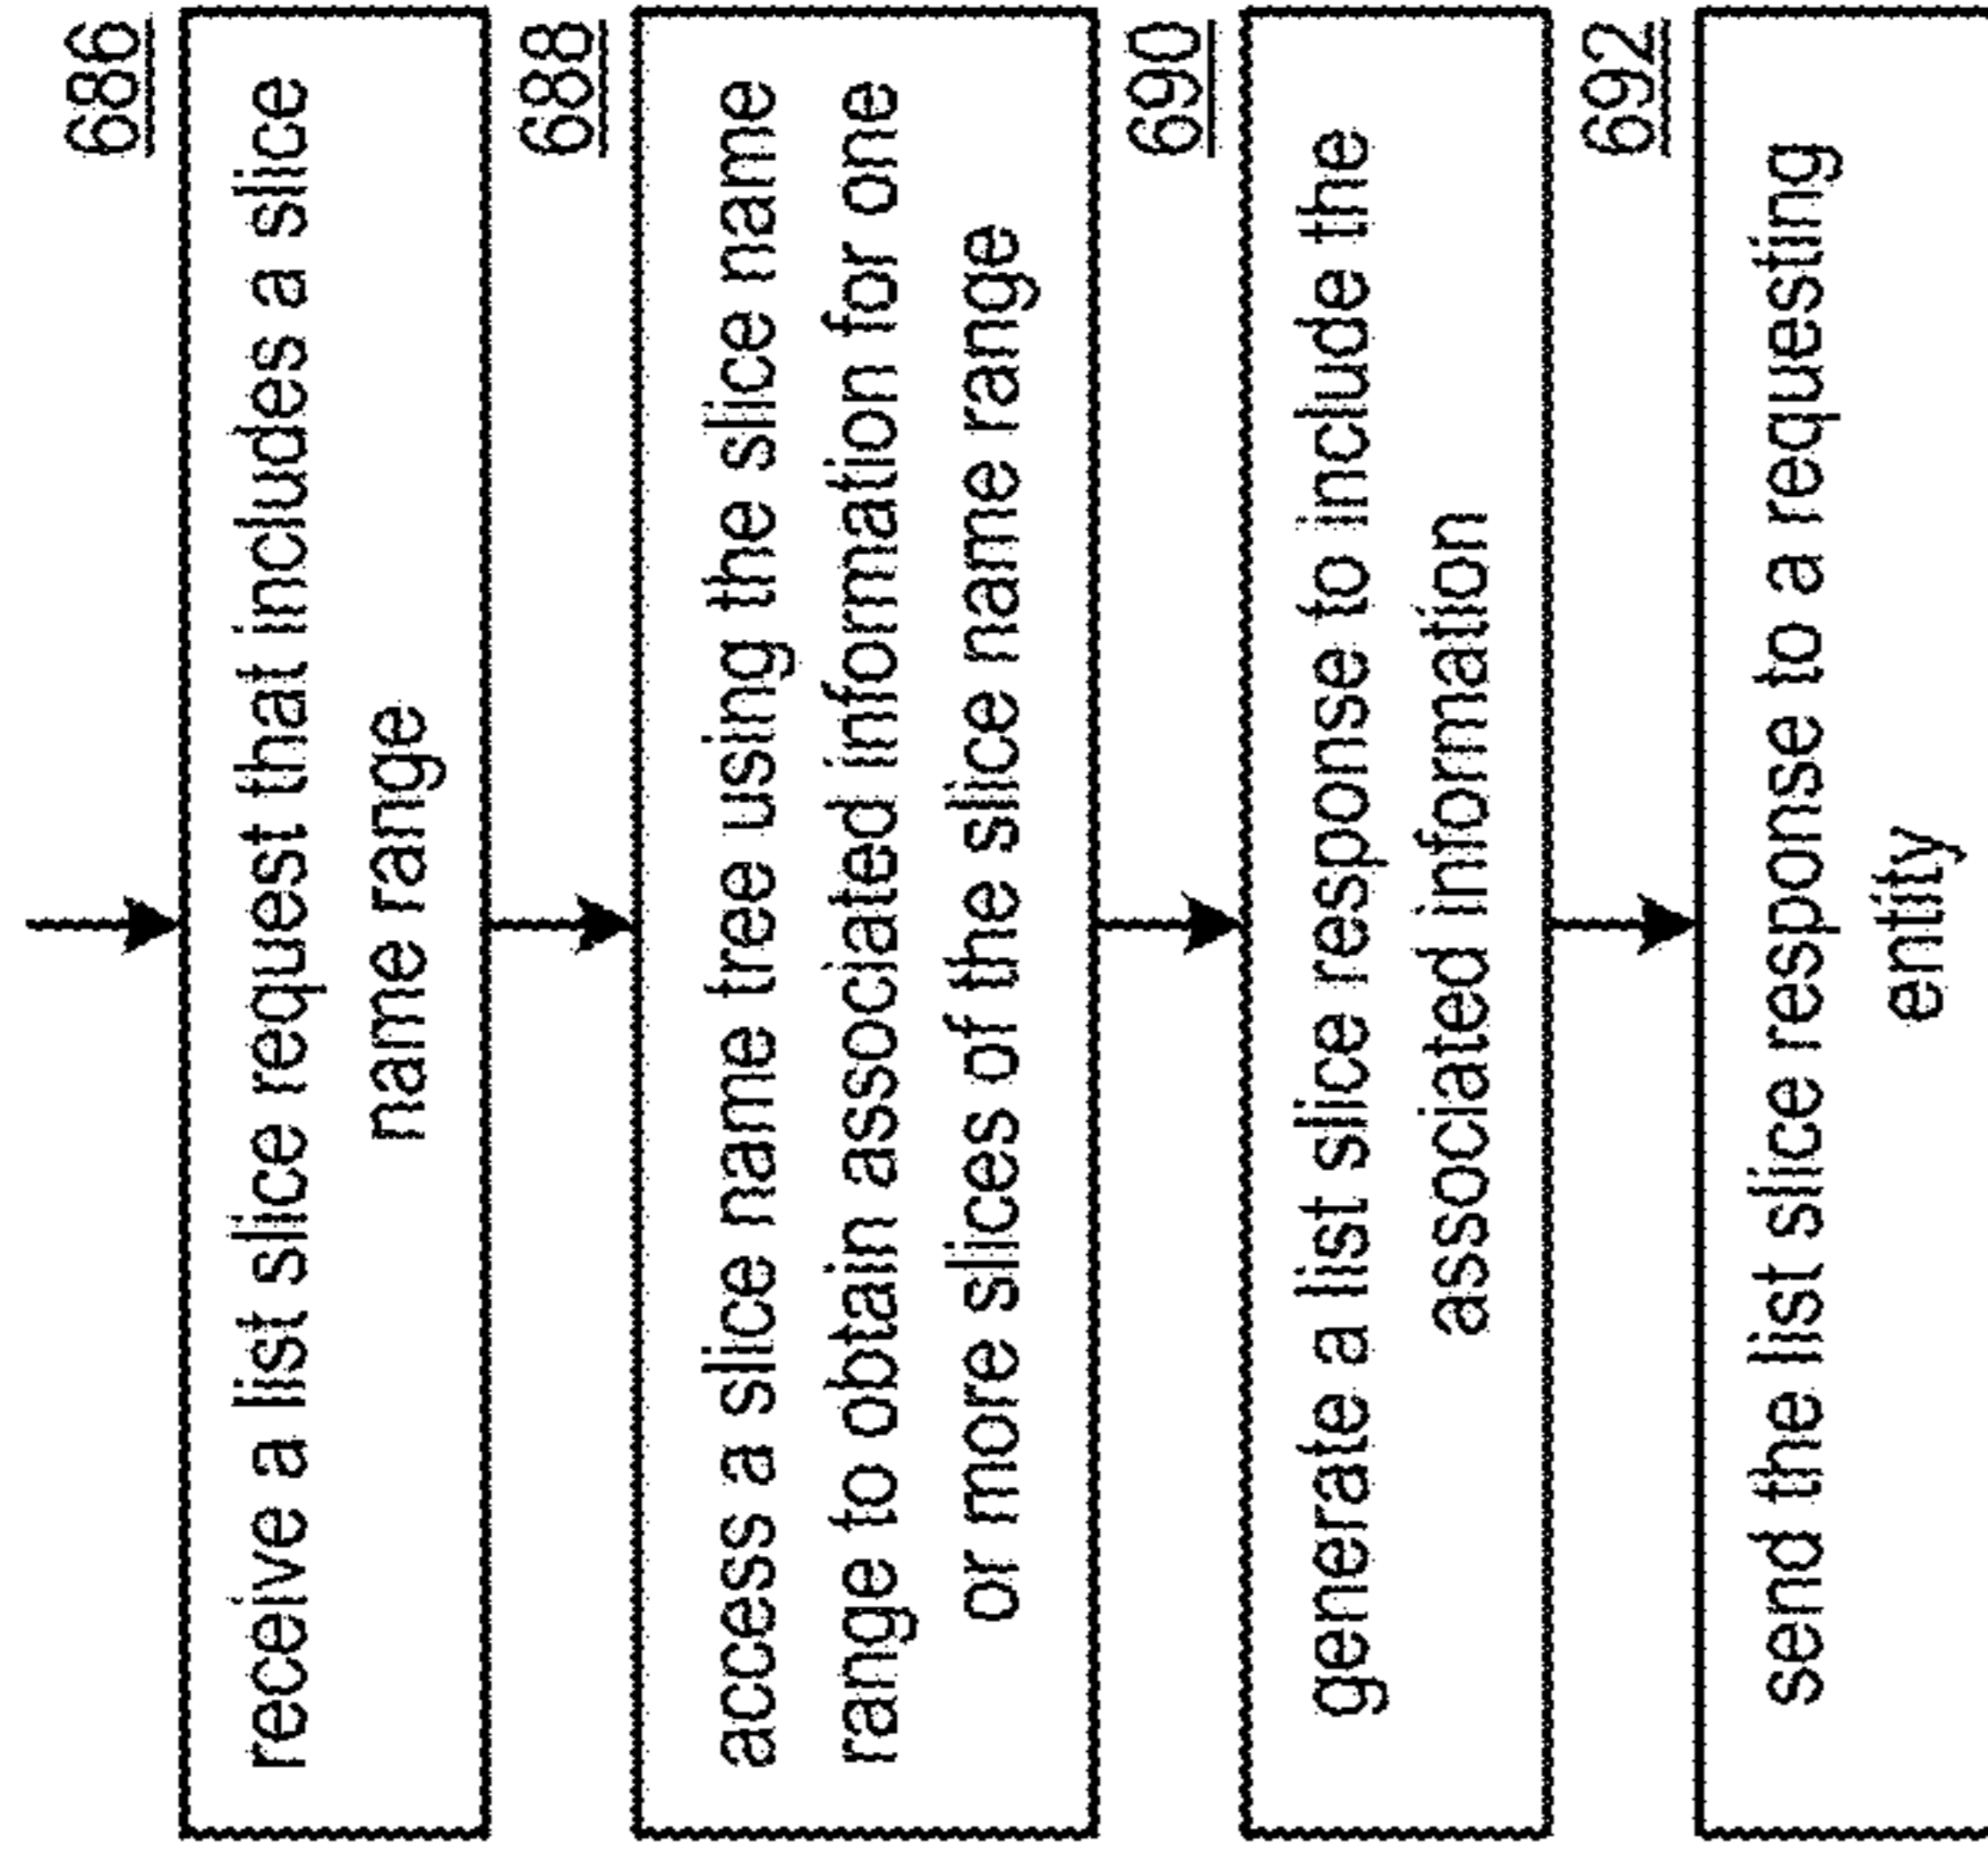 686
receive a list slice request that includes a slice
name range
688
access a slice name tree using the slice name
range to obtain associated information for one
or more slices of the slice name range
690
generate a list slice response to include the
associated information
692
send the list slice response to a requesting
entity